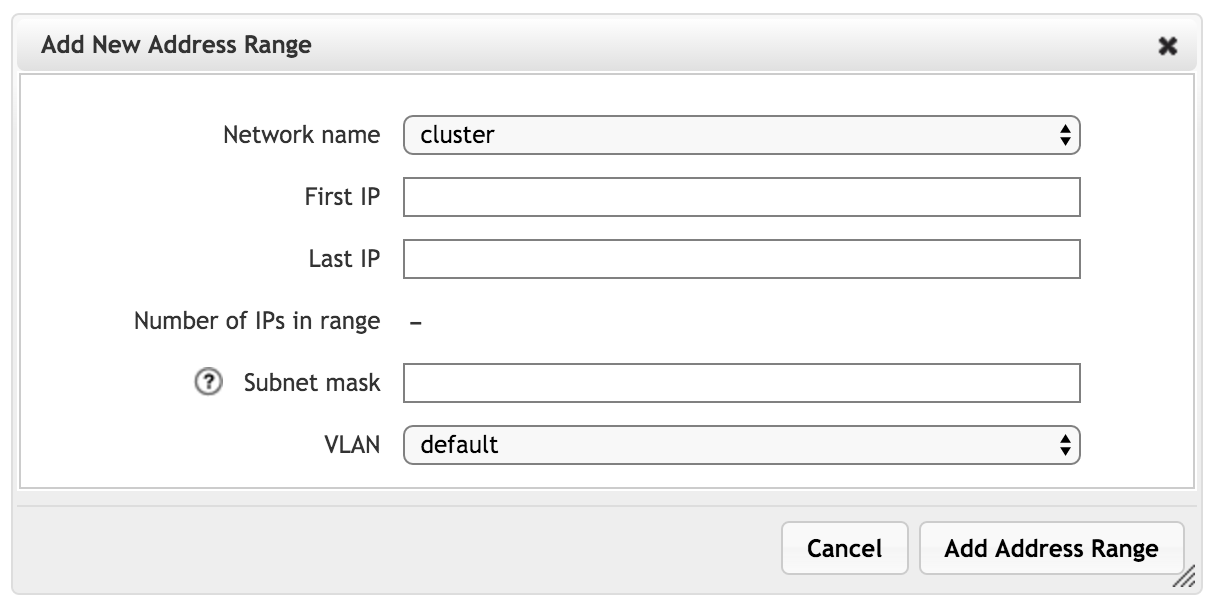 Add New Address Range ✖
Network name cluster
First IP
Last IP
Number of IPs in range –
? Subnet mask
VLAN default
Cancel Add Address Range